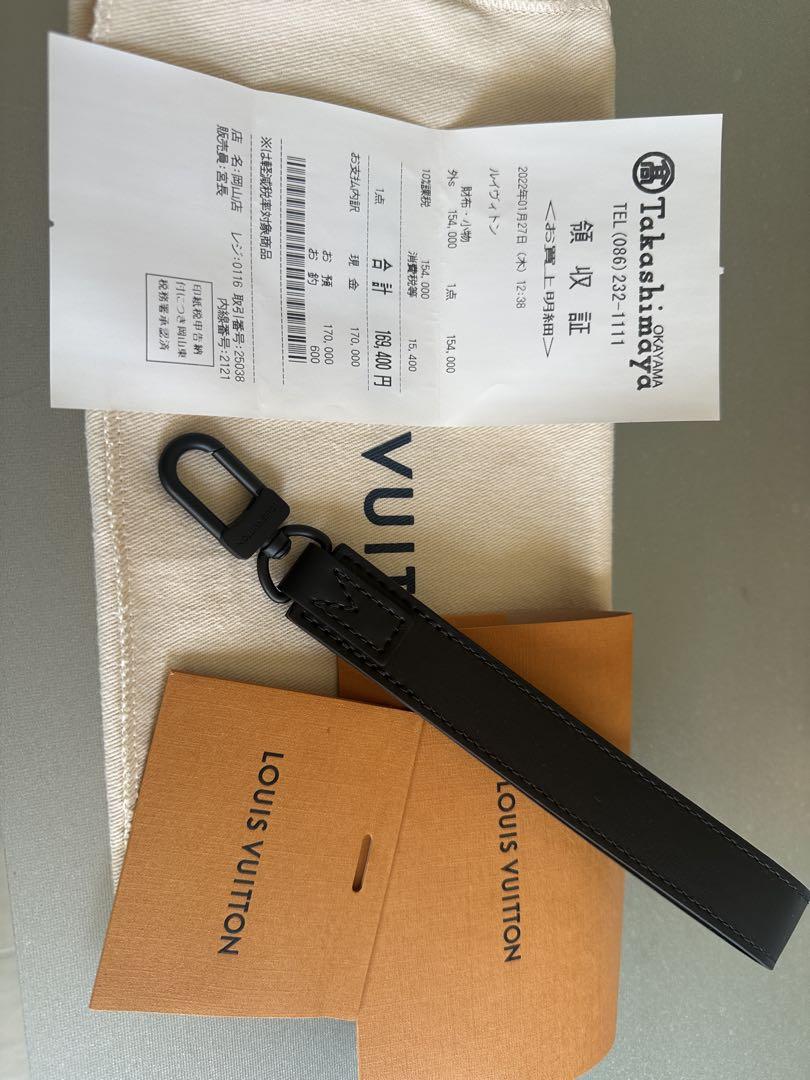 Takashimaya
OKAYAMA
TEL (086)232-1111
領収証
<お買上明細>
2022年01月27日(木) 12:38
ルイヴィトン
財布・小物
外s 154,000 1点 154,000
10%課税 154,000
消費税等 15,400
1点 合計 169,400円
お支払内訳 現金 170,000
お預 170,000
お釣 600
※は軽減税率対象商品
店 名:岡山店 レジ:0116 取引番号:25038
販売員:宮長 内線番号:2121
印紙税申告納
付につき岡山東
税務署承認済
VUIT
LOUIS VUITTON
LOUIS VUITTON